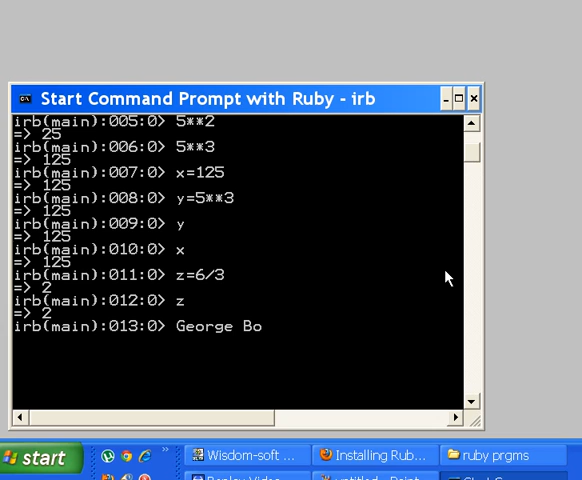 Start Command Prompt with Ruby - irb
irb(main):005:0> 5**2
=> 25
irb(main):006:0> 5**3
=> 125
irb(main):007:0> x=125
=> 125
irb(main):008:0> y=5**3
=> 125
irb(main):009:0> y
=> 125
irb(main):010:0> x
=> 125
irb(main):011:0> z=6/3
=> 2
irb(main):012:0> z
=> 2
irb(main):013:0> George Bo
start
Wisdom-soft ...
Installing Rub...
ruby prgms